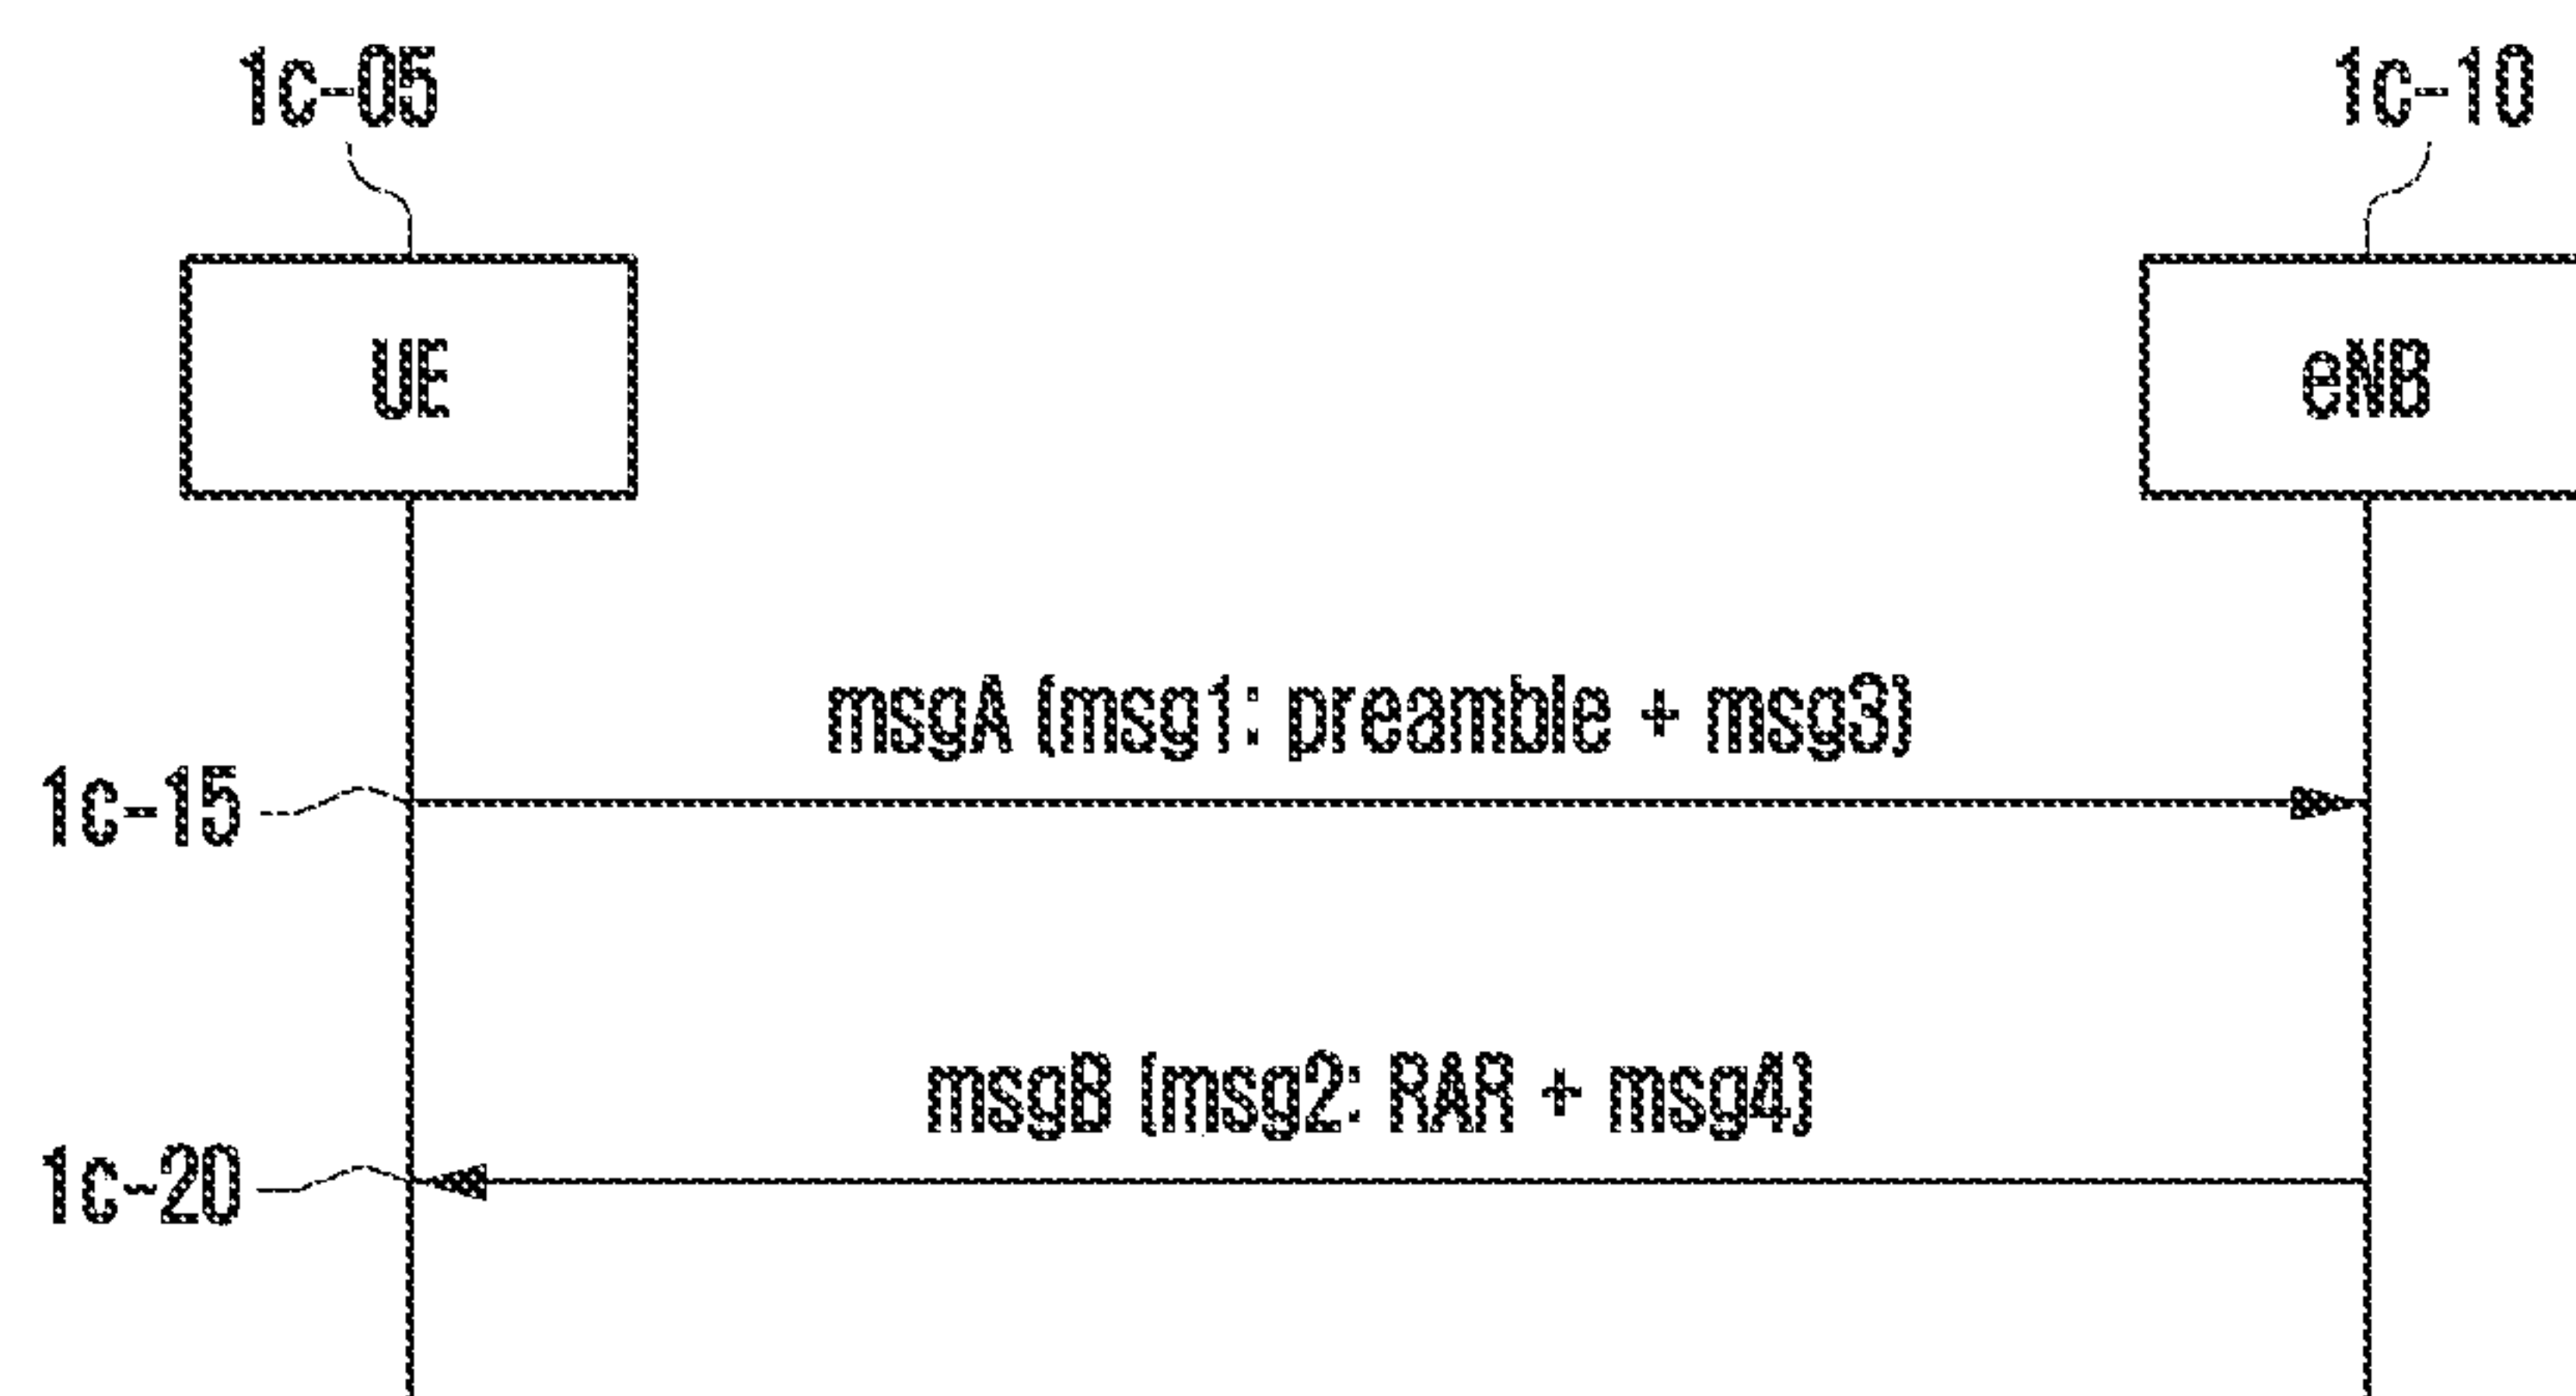 1c-05
1c-10
UE
eNB
msgA (msg1: preamble + msg3)
1c-15
msgB (msg2: RAR + msg4)
1c-20